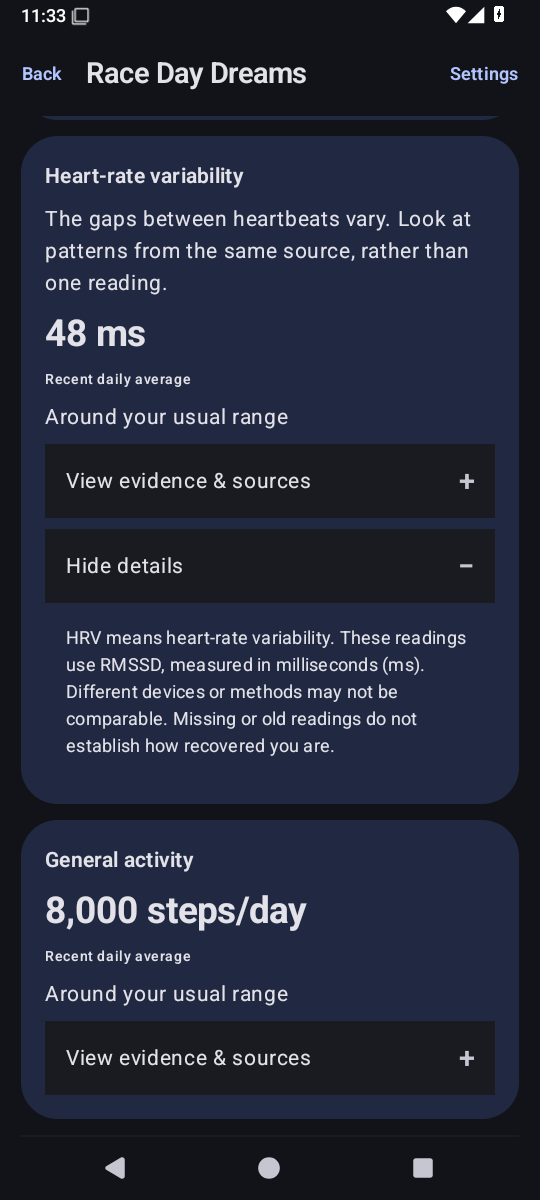 11:33
Back
Race Day Dreams
Settings
Heart-rate variability
The gaps between heartbeats vary. Look at
patterns from the same source, rather than
one reading.
48 ms
Recent daily average
Around your usual range
View evidence & sources +
Hide details −
HRV means heart-rate variability. These readings
use RMSSD, measured in milliseconds (ms).
Different devices or methods may not be
comparable. Missing or old readings do not
establish how recovered you are.
General activity
8,000 steps/day
Recent daily average
Around your usual range
View evidence & sources +